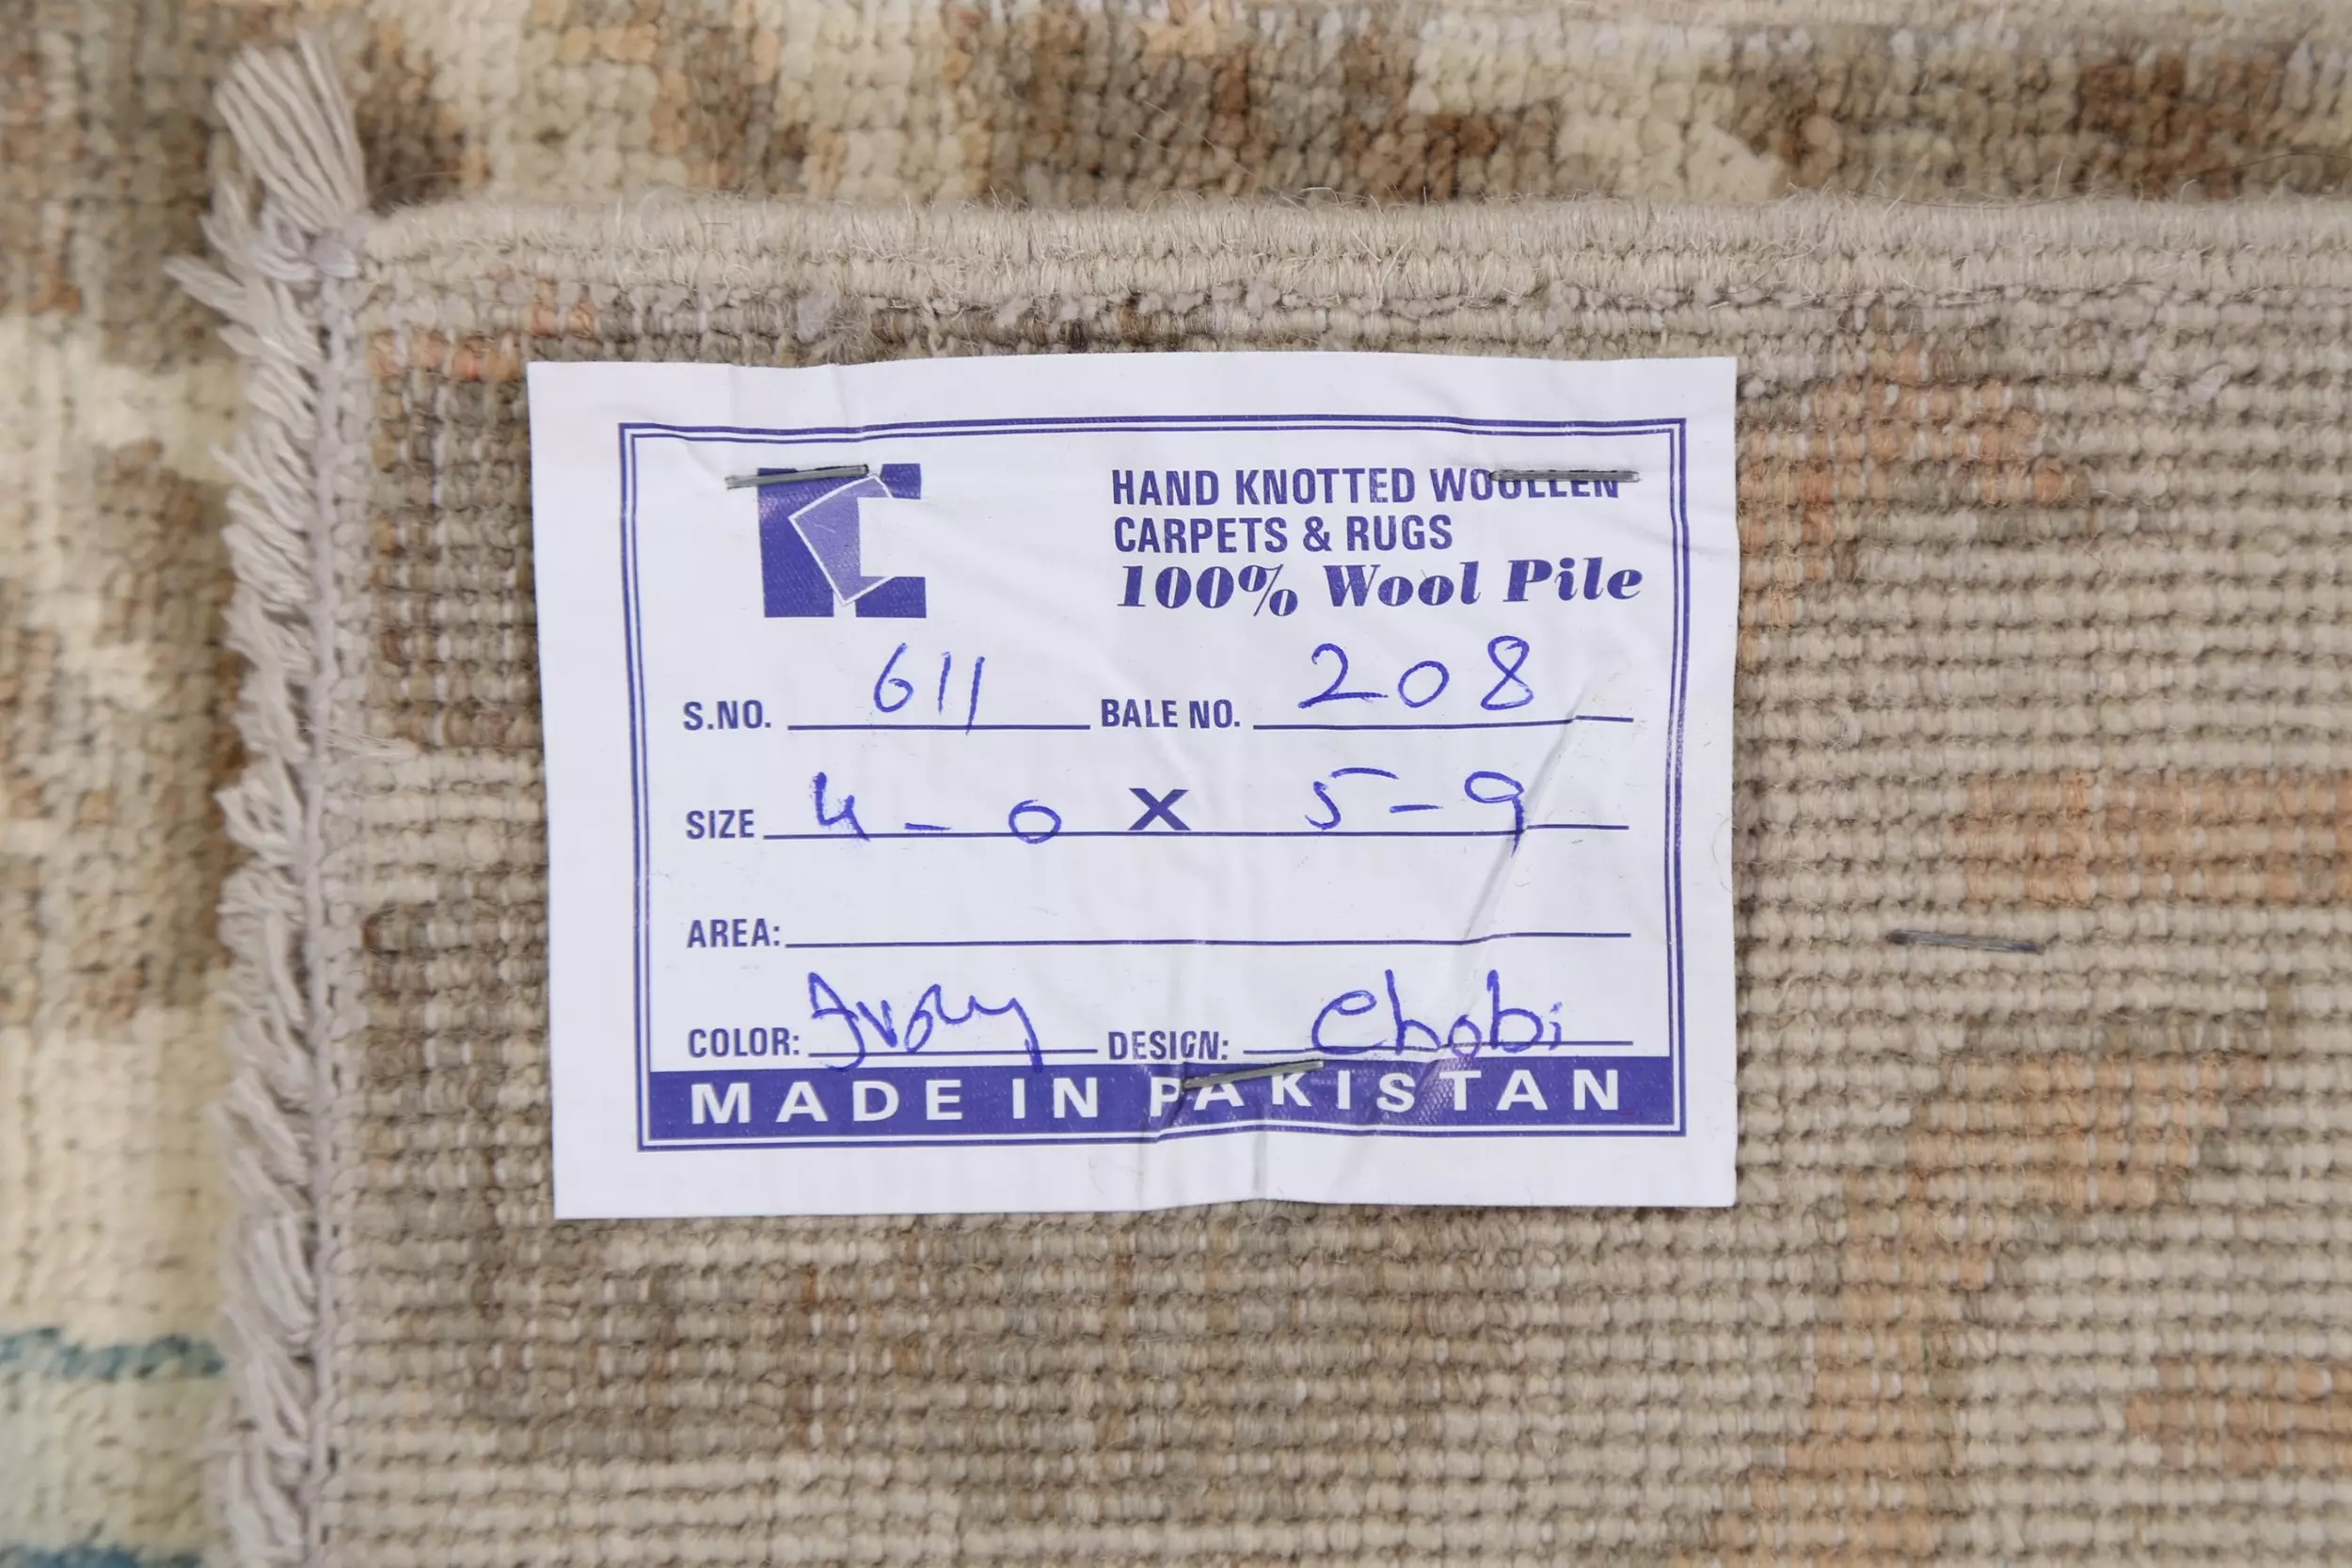 HAND KNOTTED WOOLLEN
CARPETS & RUGS
100% Wool Pile
S.NO. 611 BALE NO. 208
SIZE 4-0 X 5-9
AREA:
COLOR: Ivory DESIGN: Chobi
MADE IN PAKISTAN